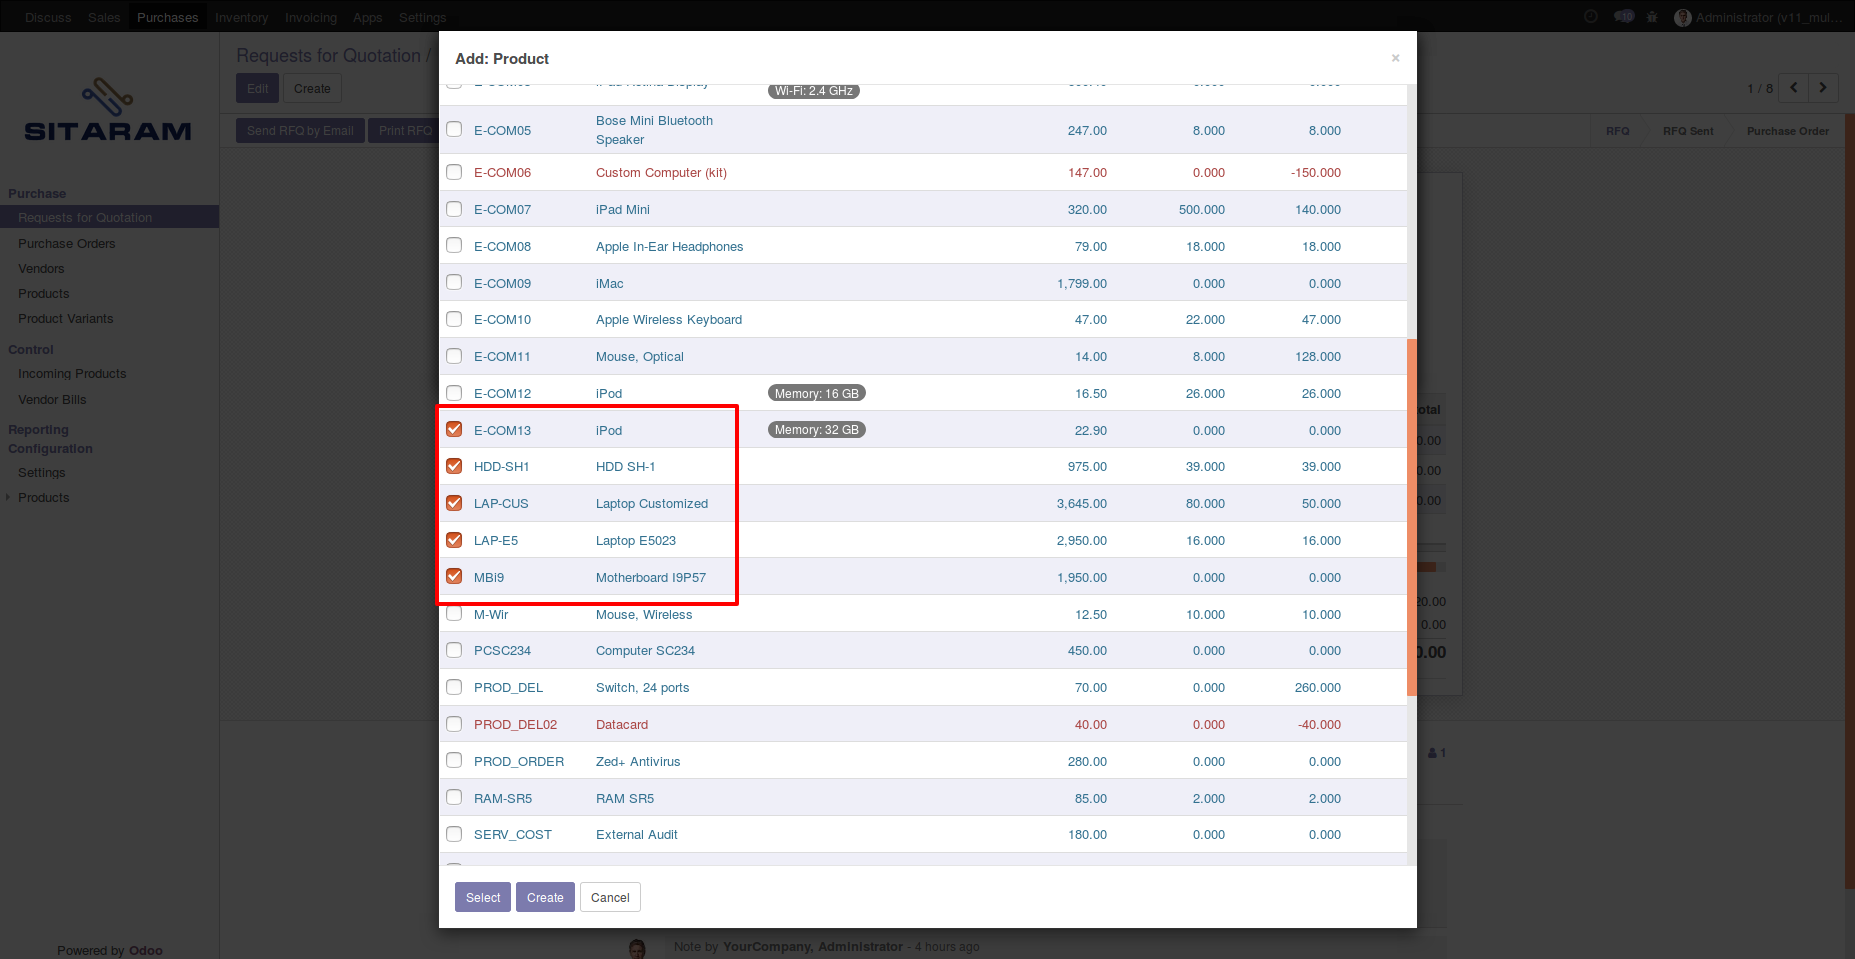 Discuss Sales Purchases Inventory Invoicing Apps Settings 10 Administrator (v11_mul...
SITARAM
Purchase
Requests for Quotation
Purchase Orders
Vendors
Products
Product Variants
Control
Incoming Products
Vendor Bills
Reporting
Configuration
Settings
Products
Powered by Odoo
Requests for Quotation /
Edit Create
1 / 8
Send RFQ by Email Print RFQ
RFQ RFQ Sent Purchase Order
Add: Product ×
Wi-Fi: 2.4 GHz
E-COM05 Bose Mini Bluetooth Speaker 247.00 8.000 8.000
E-COM06 Custom Computer (kit) 147.00 0.000 -150.000
E-COM07 iPad Mini 320.00 500.000 140.000
E-COM08 Apple In-Ear Headphones 79.00 18.000 18.000
E-COM09 iMac 1,799.00 0.000 0.000
E-COM10 Apple Wireless Keyboard 47.00 22.000 47.000
E-COM11 Mouse, Optical 14.00 8.000 128.000
E-COM12 iPod Memory: 16 GB 16.50 26.000 26.000
E-COM13 iPod Memory: 32 GB 22.90 0.000 0.000
HDD-SH1 HDD SH-1 975.00 39.000 39.000
LAP-CUS Laptop Customized 3,645.00 80.000 50.000
LAP-E5 Laptop E5023 2,950.00 16.000 16.000
MBi9 Motherboard I9P57 1,950.00 0.000 0.000
M-Wir Mouse, Wireless 12.50 10.000 10.000
PCSC234 Computer SC234 450.00 0.000 0.000
PROD_DEL Switch, 24 ports 70.00 0.000 260.000
PROD_DEL02 Datacard 40.00 0.000 -40.000
PROD_ORDER Zed+ Antivirus 280.00 0.000 0.000
RAM-SR5 RAM SR5 85.00 2.000 2.000
SERV_COST External Audit 180.00 0.000 0.000
Select Create Cancel
0.00
1
Note by YourCompany, Administrator - 4 hours ago